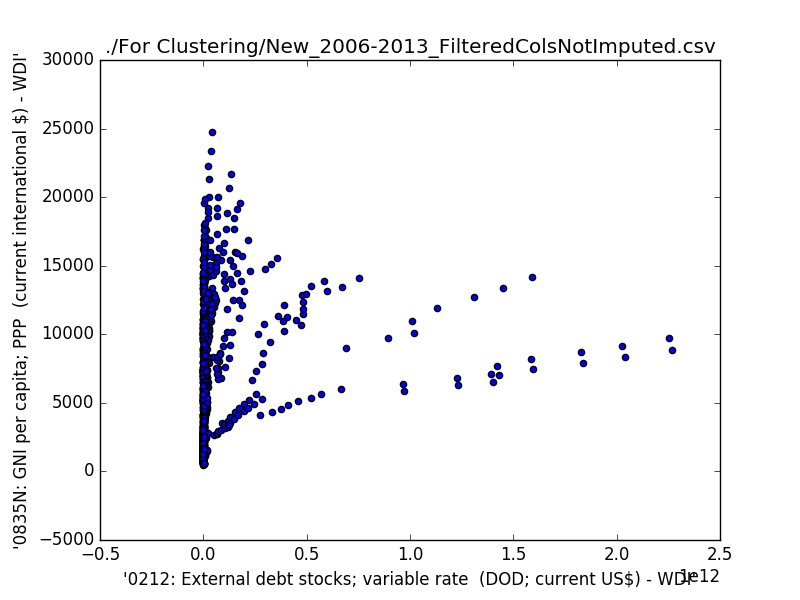 ./For Clustering/New_2006-2013_FilteredColsNotImputed.csv
'0835N: GNI per capita; PPP (current international $) - WDI'
30000
25000
20000
15000
10000
5000
0
−5000
−0.5 0.0 0.5 1.0 1.5 2.0 2.5
1e12
'0212: External debt stocks; variable rate (DOD; current US$) - WDI'